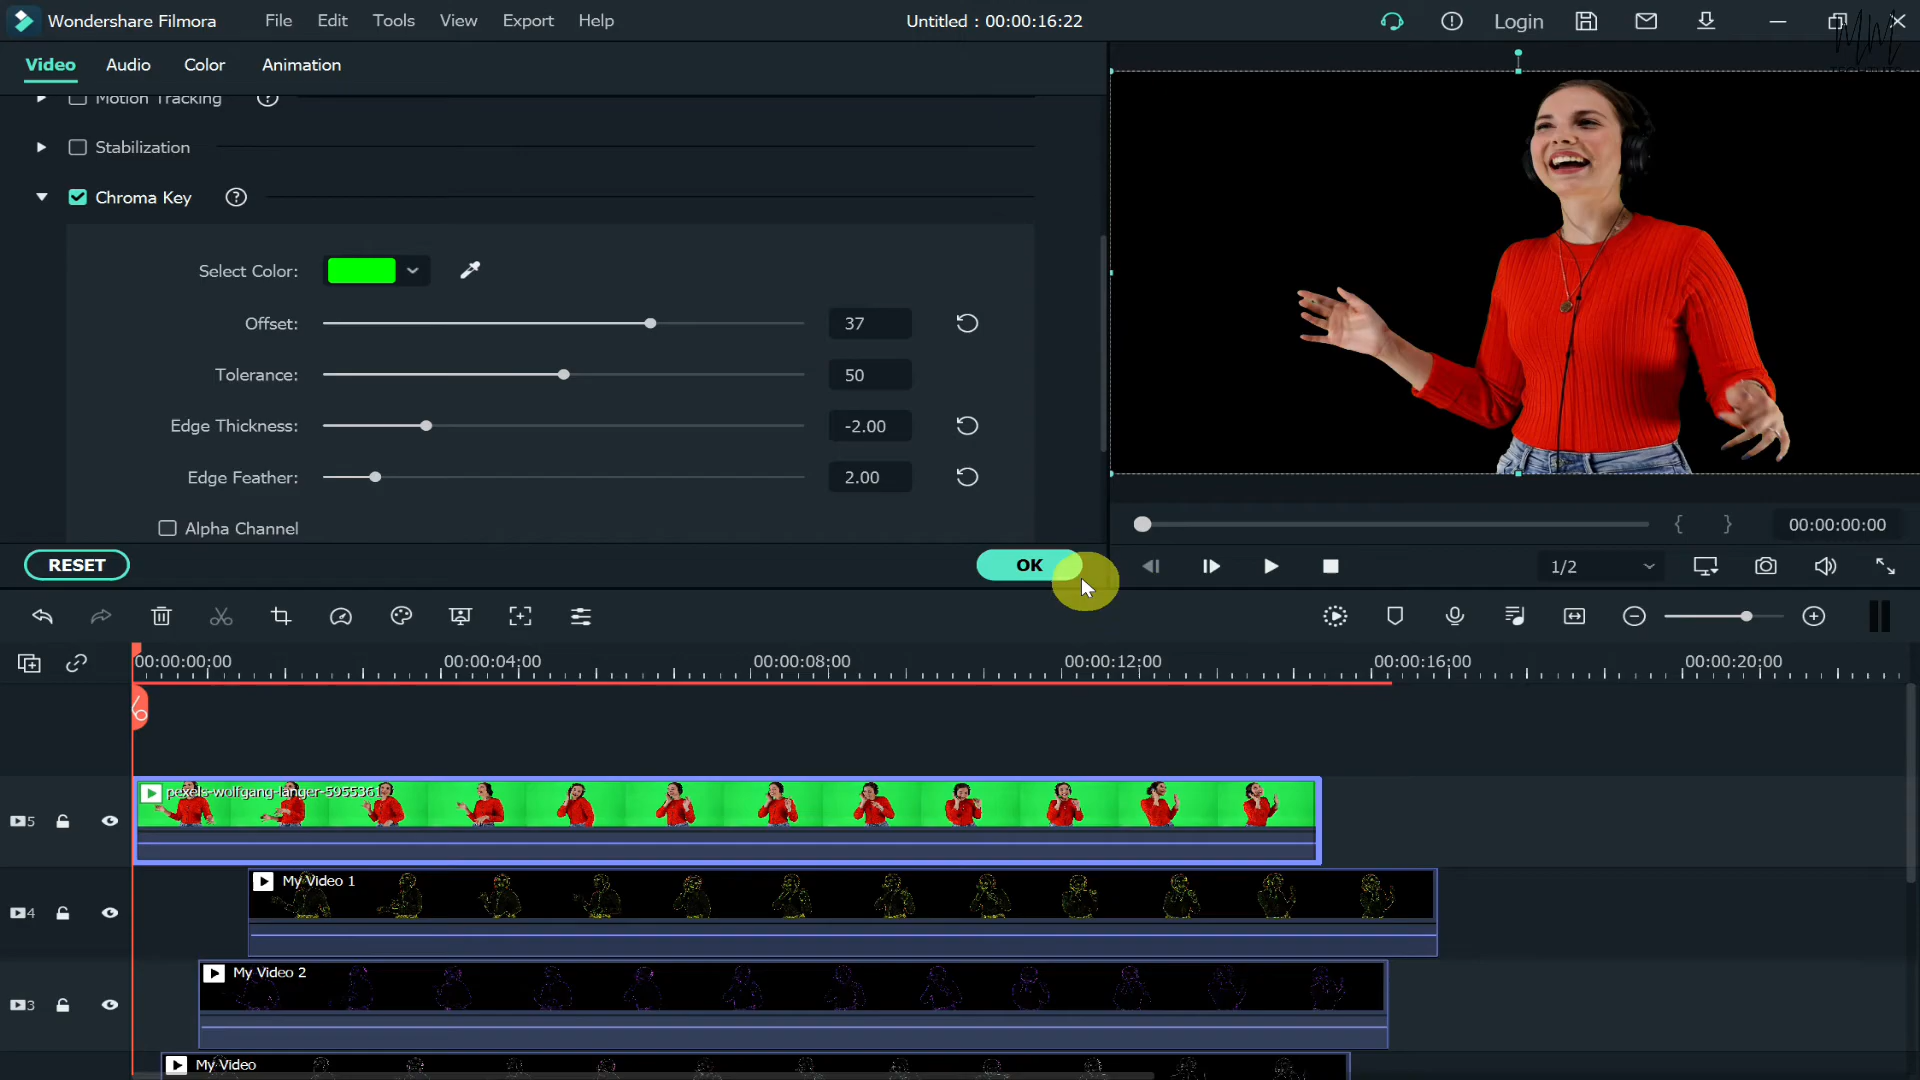 Wondershare Filmora File Edit Tools View Export Help Untitled : 00:00:16:22 Login
Video Audio Color Animation
Motion Tracking
Stabilization
Chroma Key
Select Color:
Offset: 37
Tolerance: 50
Edge Thickness: -2.00
Edge Feather: 2.00
Alpha Channel
RESET OK
00:00:00:00
1/2
00:00:00:00 00:00:04:00 00:00:08:00 00:00:12:00 00:00:16:00 00:00:20:00
pexels-wolfgang-langer-5955361
5
My Video 1
4
My Video 2
3
My Video